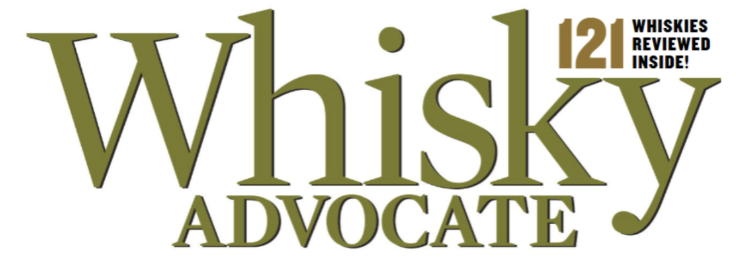 Whisky
ADVOCATE
121
WHISKIES
REVIEWED
INSIDE!